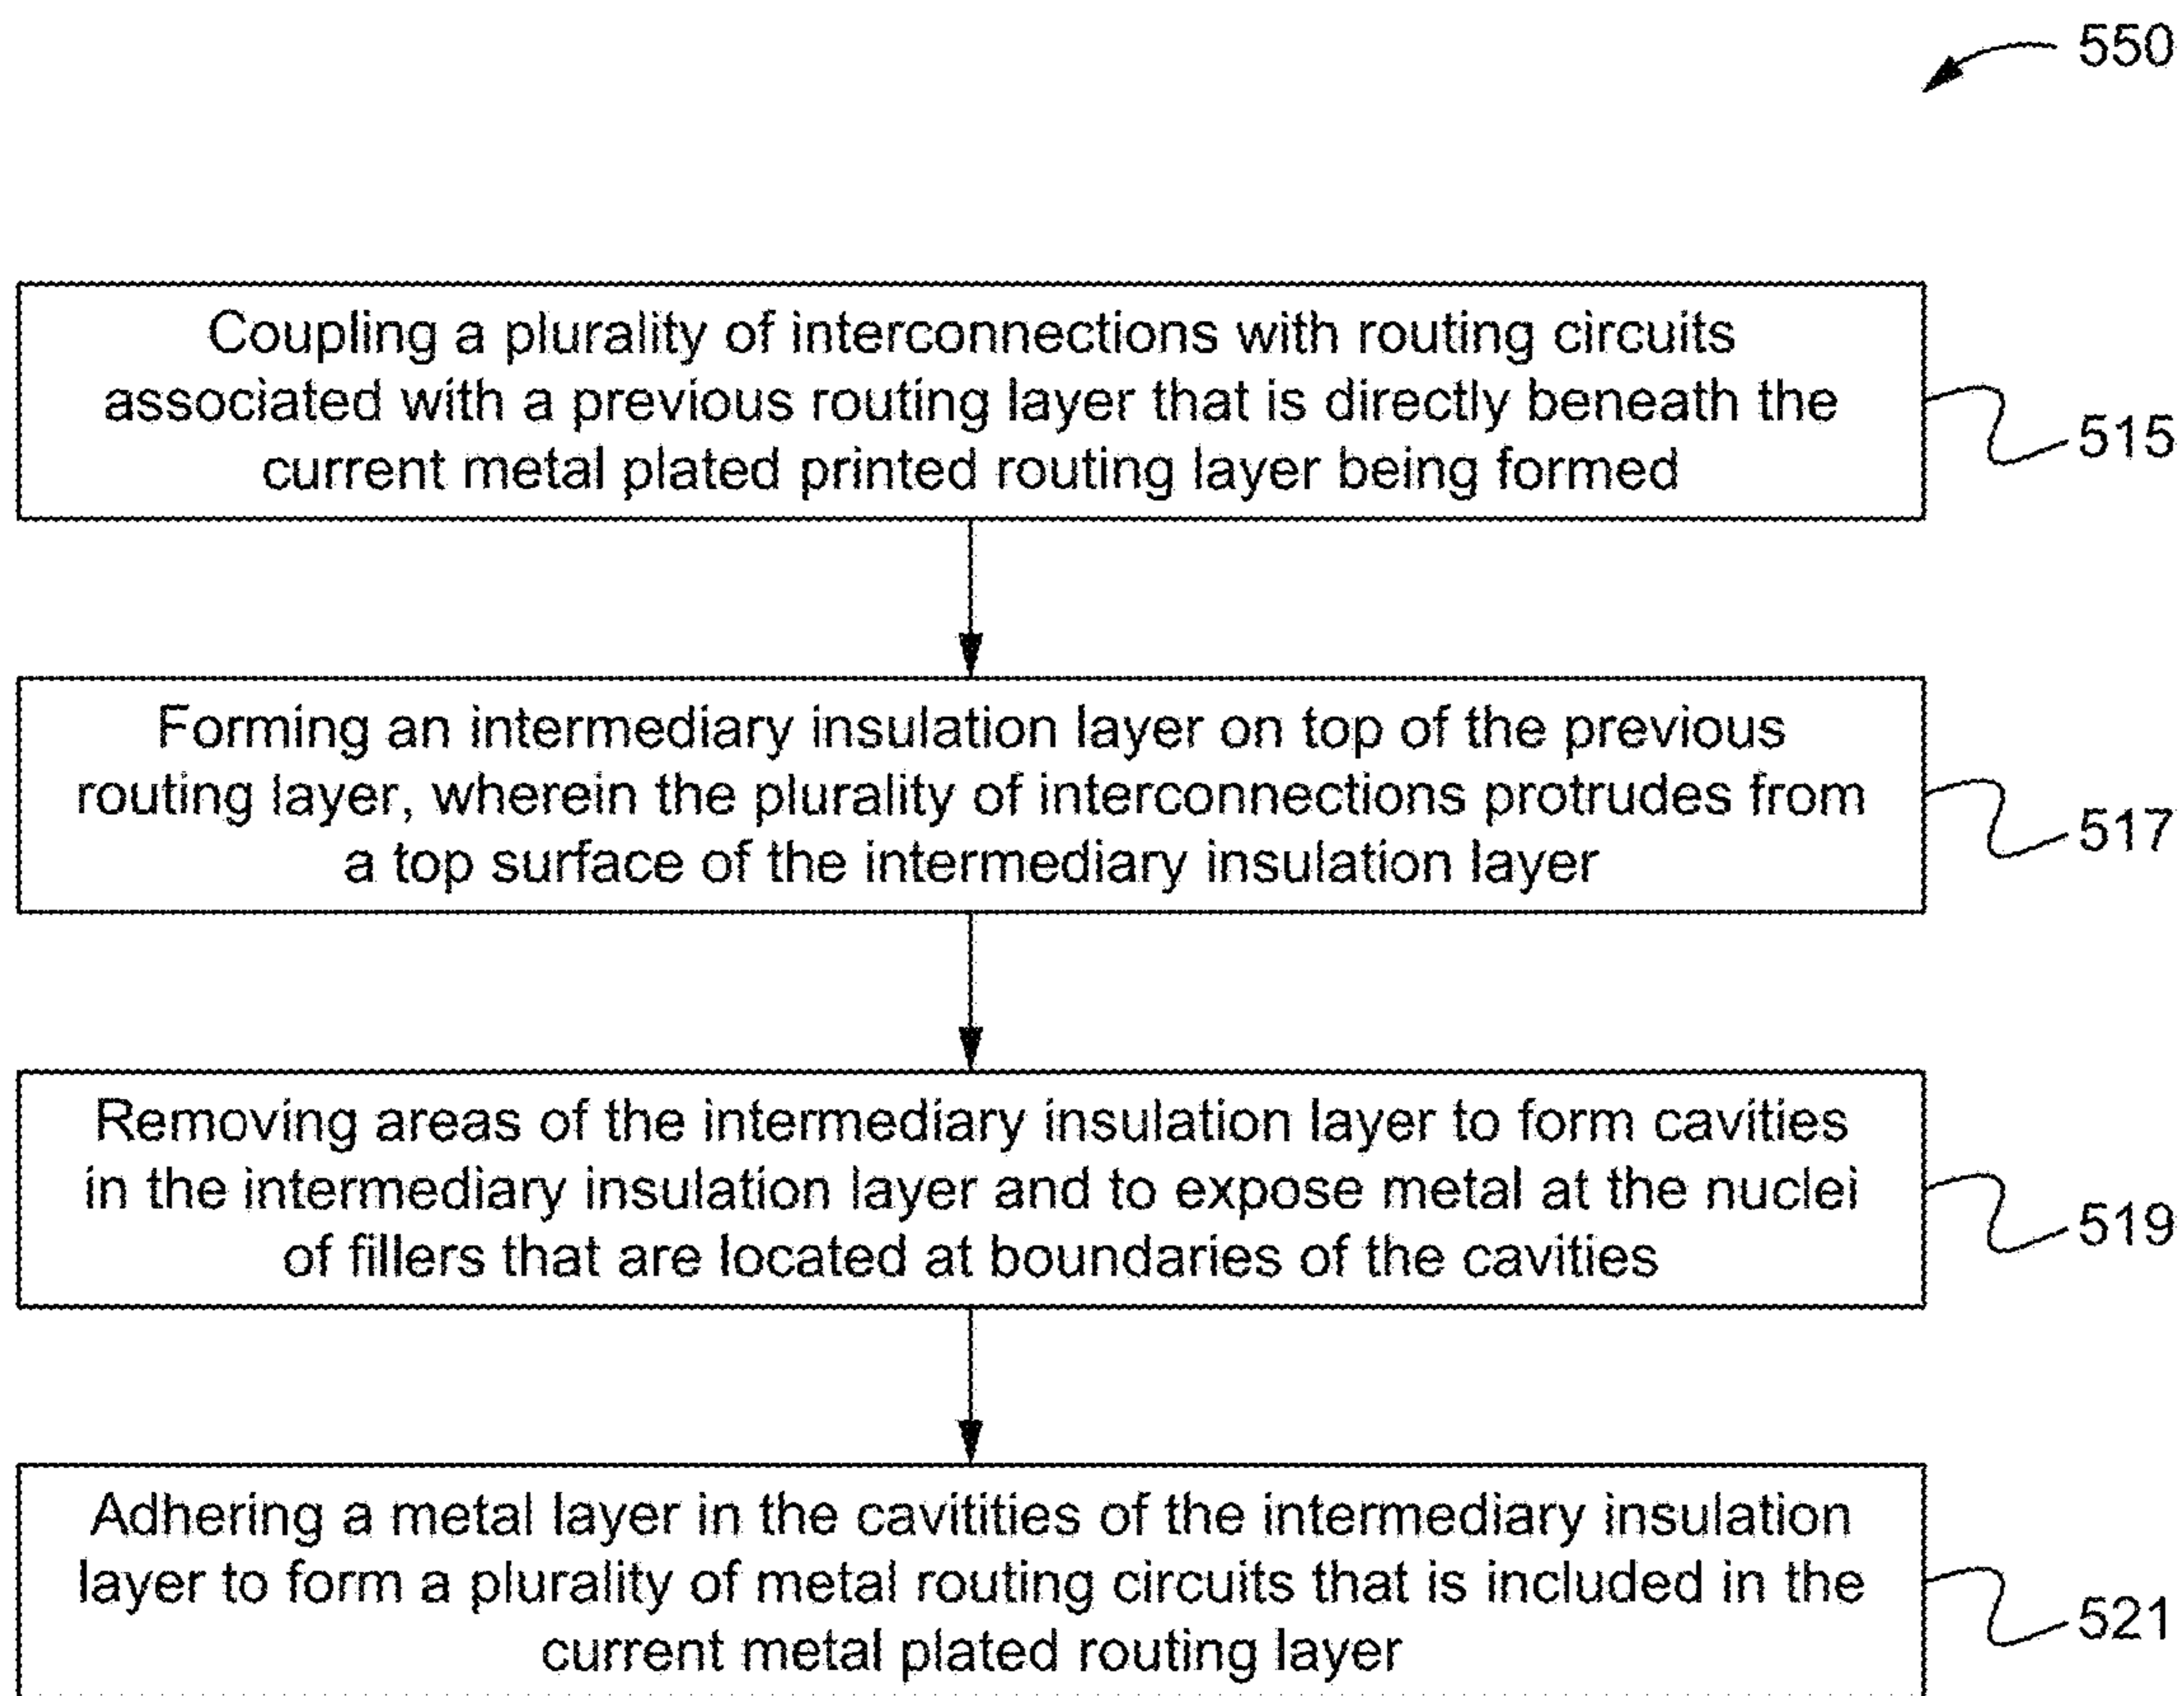 550
Coupling a plurality of interconnections with routing circuits
associated with a previous routing layer that is directly beneath the
current metal plated printed routing layer being formed
515
Forming an intermediary insulation layer on top of the previous
routing layer, wherein the plurality of interconnections protrudes from
a top surface of the intermediary insulation layer
517
Removing areas of the intermediary insulation layer to form cavities
in the intermediary insulation layer and to expose metal at the nuclei
of fillers that are located at boundaries of the cavities
519
Adhering a metal layer in the cavitities of the intermediary insulation
layer to form a plurality of metal routing circuits that is included in the
current metal plated routing layer
521